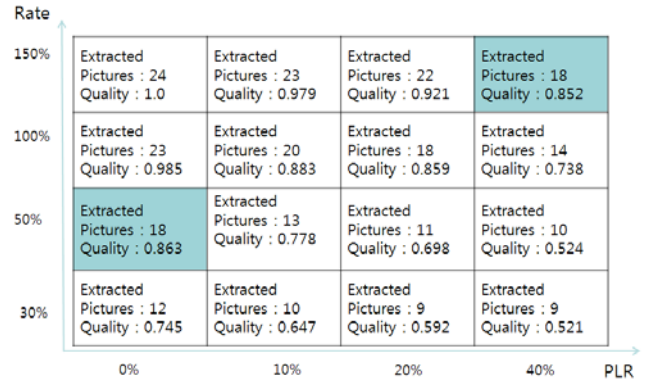 Rate
150%
Extracted
Pictures : 24
Quality : 1.0
Extracted
Pictures : 23
Quality : 0.979
Extracted
Pictures : 22
Quality : 0.921
Extracted
Pictures : 18
Quality : 0.852
100%
Extracted
Pictures : 23
Quality : 0.985
Extracted
Pictures : 20
Quality : 0.883
Extracted
Pictures : 18
Quality : 0.859
Extracted
Pictures : 14
Quality : 0.738
50%
Extracted
Pictures : 18
Quality : 0.863
Extracted
Pictures : 13
Quality : 0.778
Extracted
Pictures : 11
Quality : 0.698
Extracted
Pictures : 10
Quality : 0.524
30%
Extracted
Pictures : 12
Quality : 0.745
Extracted
Pictures : 10
Quality : 0.647
Extracted
Pictures : 9
Quality : 0.592
Extracted
Pictures : 9
Quality : 0.521
0%
10%
20%
40%
PLR